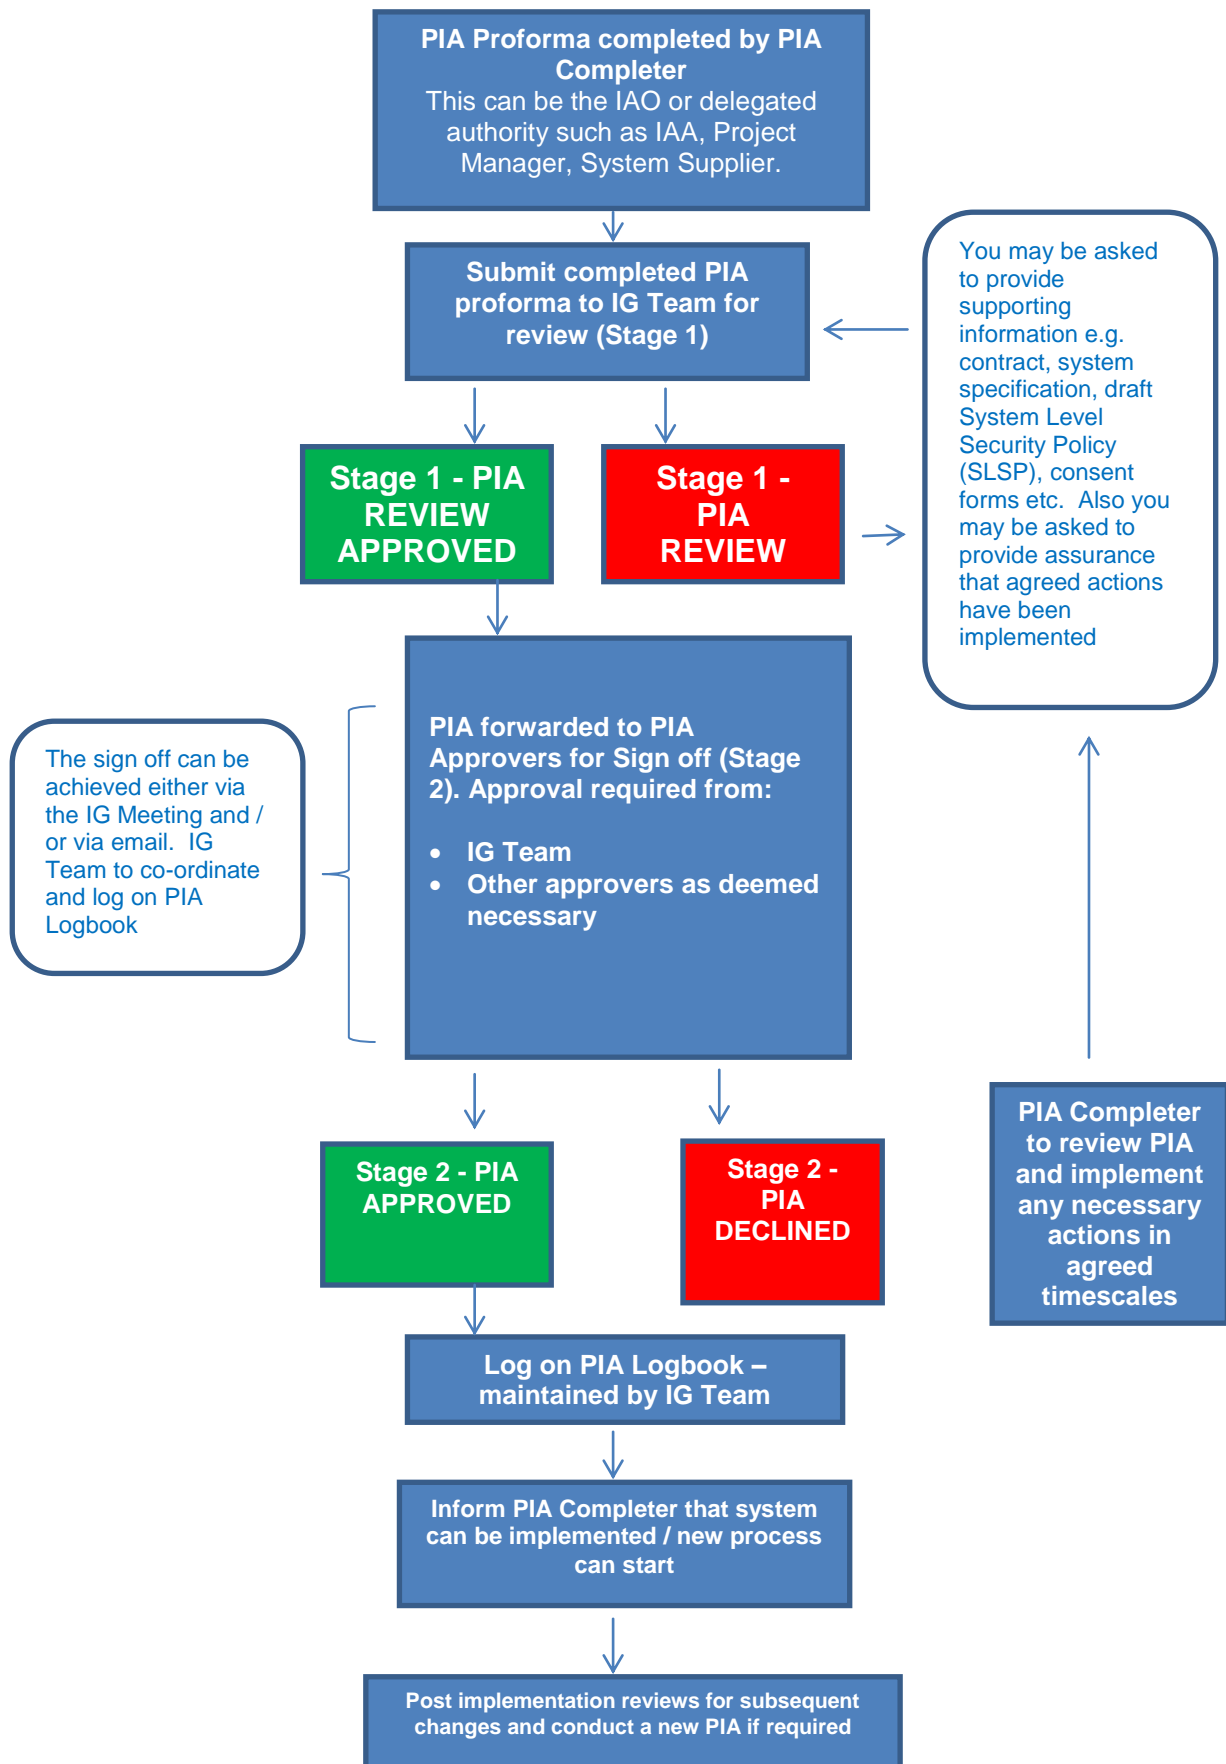 PIA Proforma completed by PIA
Completer
This can be the IAO or delegated
authority such as IAA, Project
Manager, System Supplier.
Submit completed PIA
proforma to IG Team for
review (Stage 1)
You may be asked
to provide
supporting
information e.g.
contract, system
specification, draft
System Level
Security Policy
(SLSP), consent
forms etc.  Also you
may be asked to
provide assurance
that agreed actions
have been
implemented
Stage 1 - PIA
REVIEW
APPROVED
Stage 1 -
PIA
REVIEW
PIA forwarded to PIA
Approvers for Sign off (Stage
2). Approval required from:
• IG Team
• Other approvers as deemed
necessary
The sign off can be
achieved either via
the IG Meeting and /
or via email.  IG
Team to co-ordinate
and log on PIA
Logbook
Stage 2 - PIA
APPROVED
Stage 2 -
PIA
DECLINED
PIA Completer
to review PIA
and implement
any necessary
actions in
agreed
timescales
Log on PIA Logbook –
maintained by IG Team
Inform PIA Completer that system
can be implemented / new process
can start
Post implementation reviews for subsequent
changes and conduct a new PIA if required